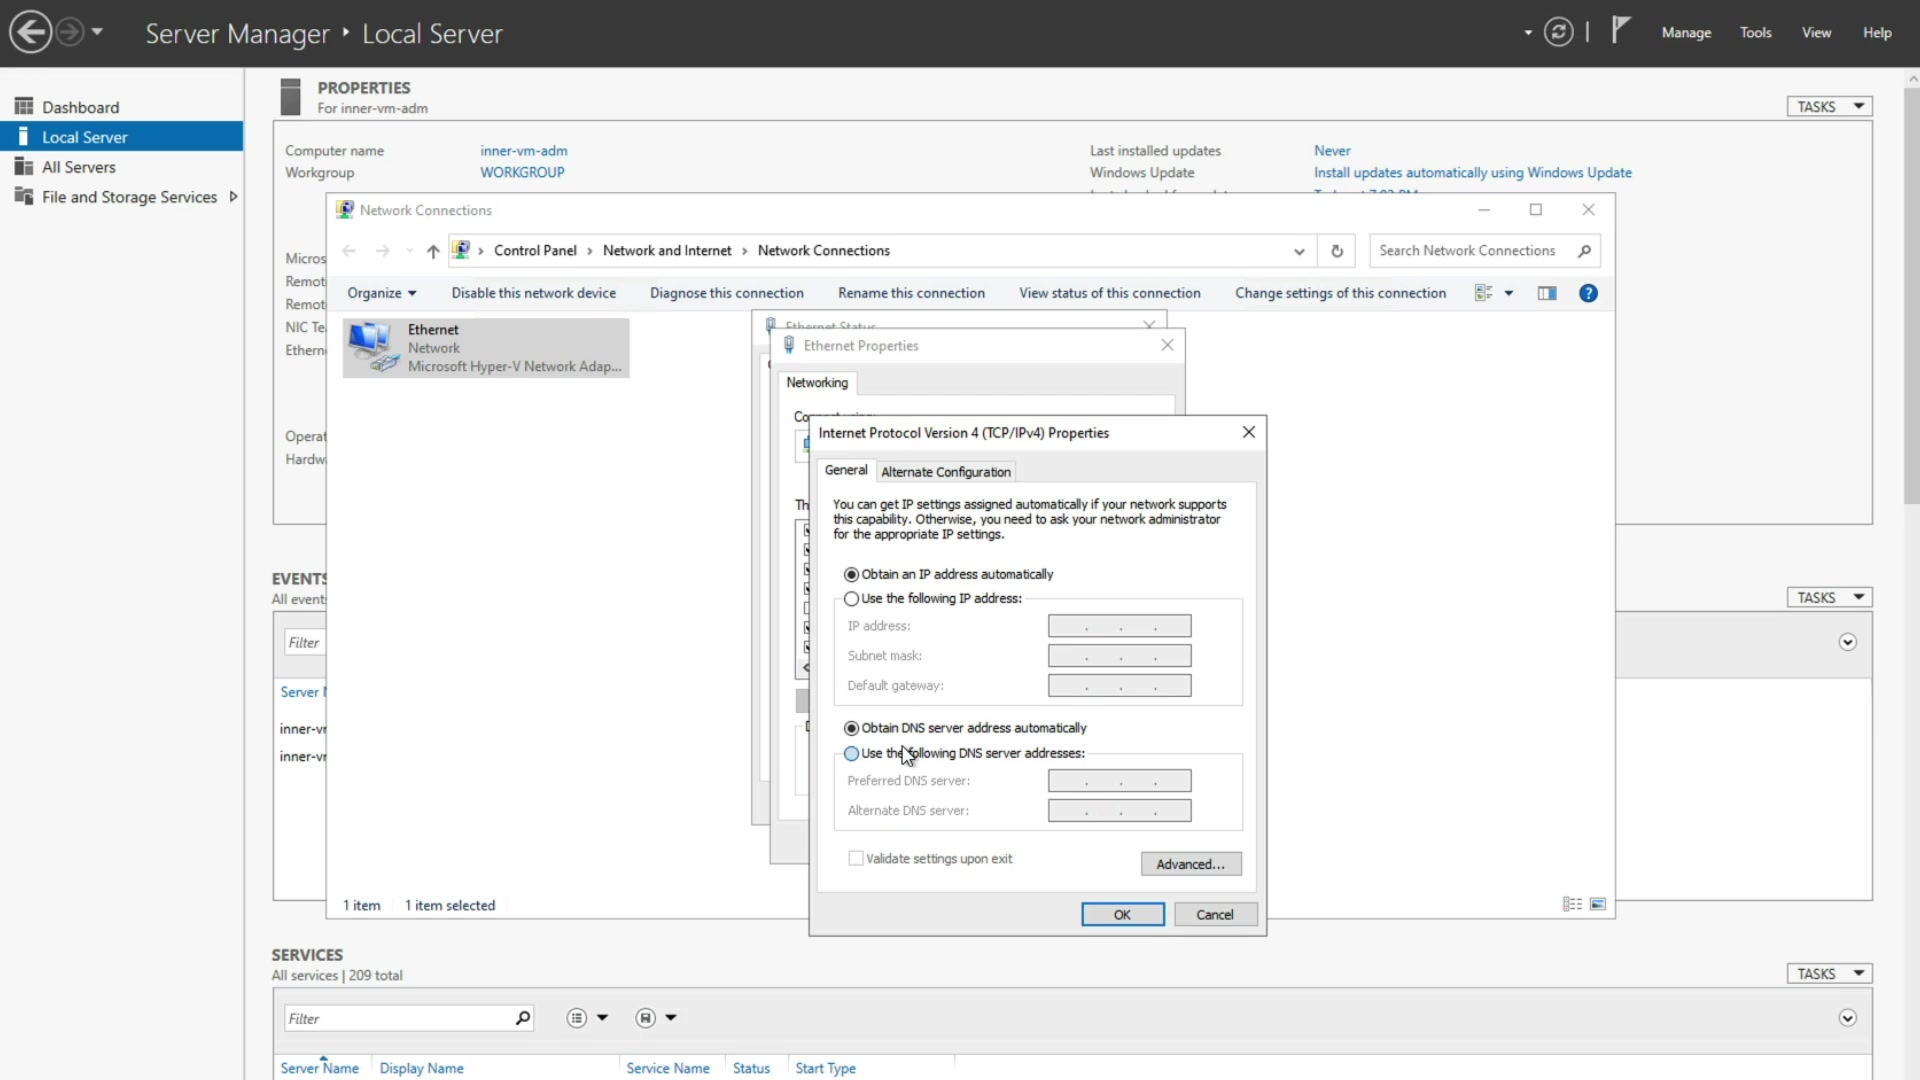 Server Manager ‣ Local Server
Manage
Tools
View
Help
Dashboard
Local Server
All Servers
File and Storage Services
PROPERTIES
For inner-vm-adm
TASKS
Computer name
inner-vm-adm
Workgroup
WORKGROUP
Last installed updates
Never
Windows Update
Install updates automatically using Windows Update
Micros
Remot
Remot
NIC Te
Ethern
Operat
Hardw
Network Connections
Control Panel › Network and Internet › Network Connections
Search Network Connections
Organize
Disable this network device
Diagnose this connection
Rename this connection
View status of this connection
Change settings of this connection
Ethernet
Network
Microsoft Hyper-V Network Adap...
1 item
1 item selected
Ethernet Status
Ethernet Properties
Networking
Th
Internet Protocol Version 4 (TCP/IPv4) Properties
General
Alternate Configuration
You can get IP settings assigned automatically if your network supports
this capability. Otherwise, you need to ask your network administrator
for the appropriate IP settings.
Obtain an IP address automatically
Use the following IP address:
IP address:
Subnet mask:
Default gateway:
Obtain DNS server address automatically
Use the following DNS server addresses:
Preferred DNS server:
Alternate DNS server:
Validate settings upon exit
Advanced...
OK
Cancel
EVENTS
All event
TASKS
Filter
Server N
inner-vr
inner-vr
SERVICES
All services | 209 total
TASKS
Filter
Server Name
Display Name
Service Name
Status
Start Type